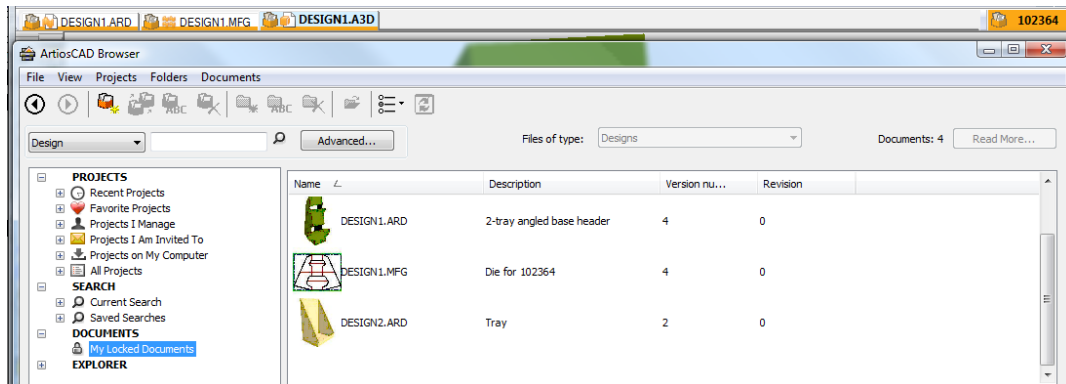 DESIGN1.ARD DESIGN1.MFG DESIGN1.A3D 102364
ArtiosCAD Browser
File View Projects Folders Documents
ABC ABC
Design Advanced... Files of type: Designs Documents: 4 Read More...
PROJECTS
Recent Projects
Favorite Projects
Projects I Manage
Projects I Am Invited To
Projects on My Computer
All Projects
SEARCH
Current Search
Saved Searches
DOCUMENTS
My Locked Documents
EXPLORER
Name Description Version nu... Revision
DESIGN1.ARD 2-tray angled base header 4 0
DESIGN1.MFG Die for 102364 4 0
DESIGN2.ARD Tray 2 0